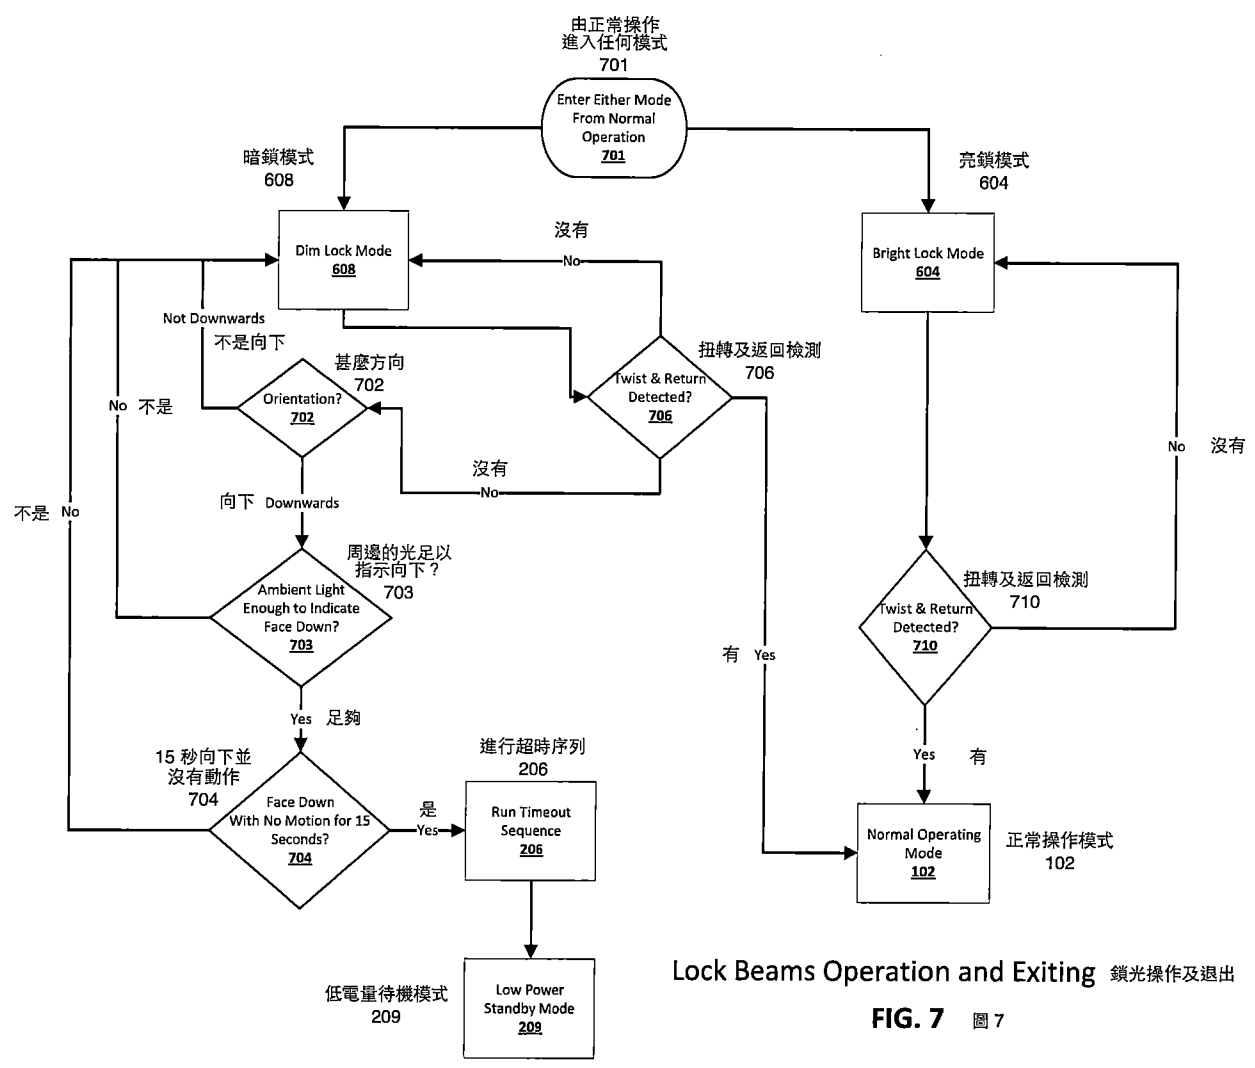 由正常操作
進入任何模式
701
Enter Either Mode
From Normal
Operation
701
暗鎖模式
608
亮鎖模式
604
Dim Lock Mode
608
沒有
No
Bright Lock Mode
604
Not Downwards
不是向下
甚麼方向
702
Orientation?
702
扭轉及返回檢測
706
Twist & Return
Detected?
706
No 不是
No 沒有
沒有
No
向下 Downwards
不是 No
周邊的光足以
指示向下？
703
Ambient Light
Enough to Indicate
Face Down?
703
扭轉及返回檢測
710
Twist & Return
Detected?
710
有 Yes
Yes 足夠
Yes 有
15 秒向下並
沒有動作
704
Face Down
With No Motion for 15
Seconds?
704
是
Yes
進行超時序列
206
Run Timeout
Sequence
206
Normal Operating
Mode
102
正常操作模式
102
低電量待機模式
209
Low Power
Standby Mode
209
Lock Beams Operation and Exiting 鎖光操作及退出
FIG. 7 圖 7